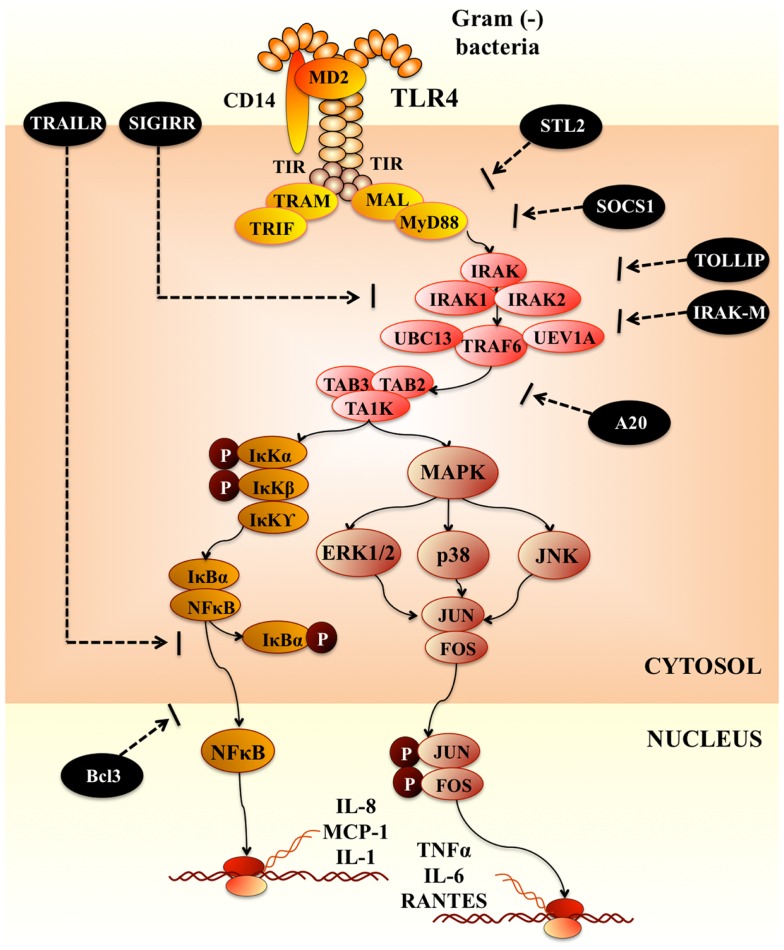 Gram (-)
bacteria
MD2
CD14
TLR4
TRAILR
SIGIRR
STL2
TIR
TIR
TRAM
MAL
SOCS1
TRIF
MyD88
TOLLIP
IRAK
IRAK1
IRAK2
IRAK-M
UBC13
TRAF6
UEV1A
TAB3
TAB2
TA1K
A20
P
IκKα
P
IκKβ
IκKϒ
MAPK
ERK1/2
p38
JNK
IκBα
NFκB
IκBα
P
JUN
FOS
CYTOSOL
NUCLEUS
Bcl3
NFκB
P
JUN
P
FOS
IL-8
MCP-1
IL-1
TNFα
IL-6
RANTES